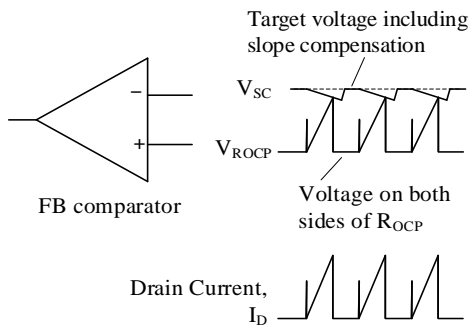 Target voltage including
slope compensation
V_SC
−
+
V_ROCP
FB comparator
Voltage on both
sides of R_OCP
Drain Current,
I_D